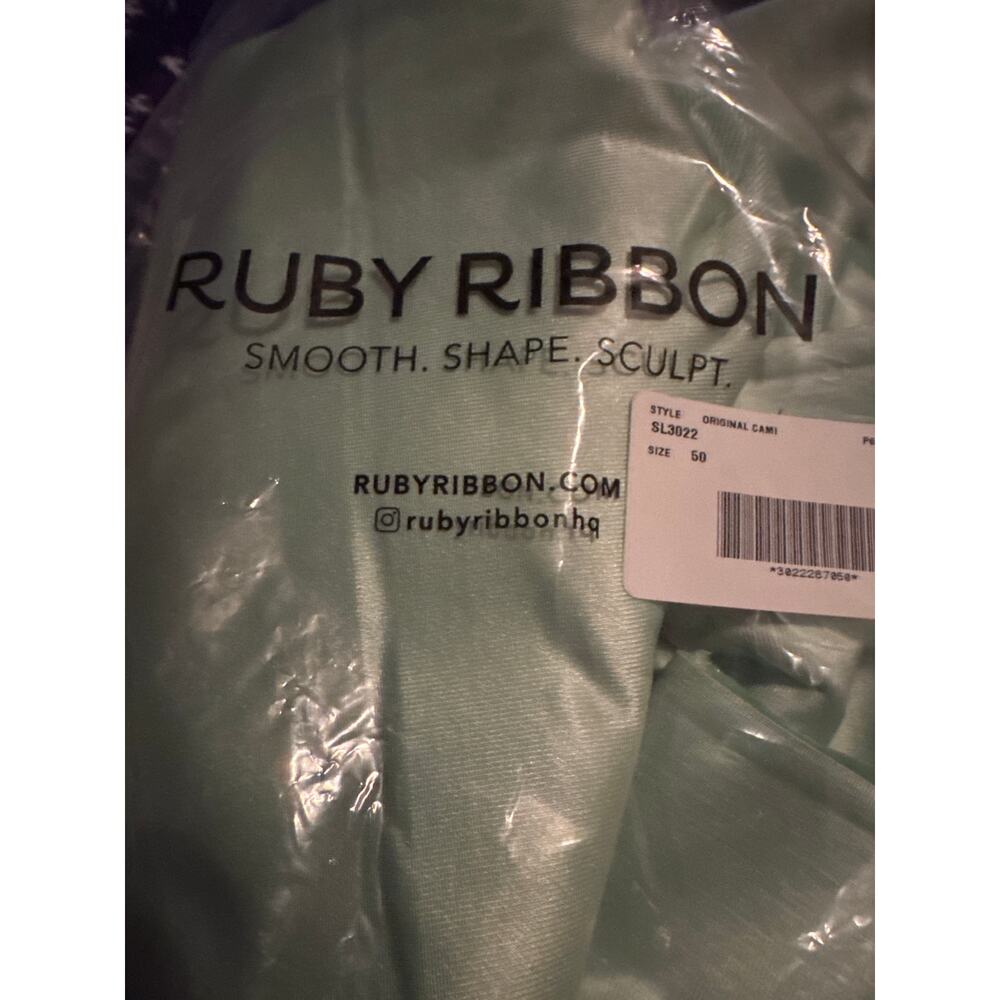 RUBY RIBBON
SMOOTH. SHAPE. SCULPT.
RUBYRIBBON.COM
rubyribbonhq
STYLE ORIGINAL CAMI
SL3022
SIZE 50
*3022287050*